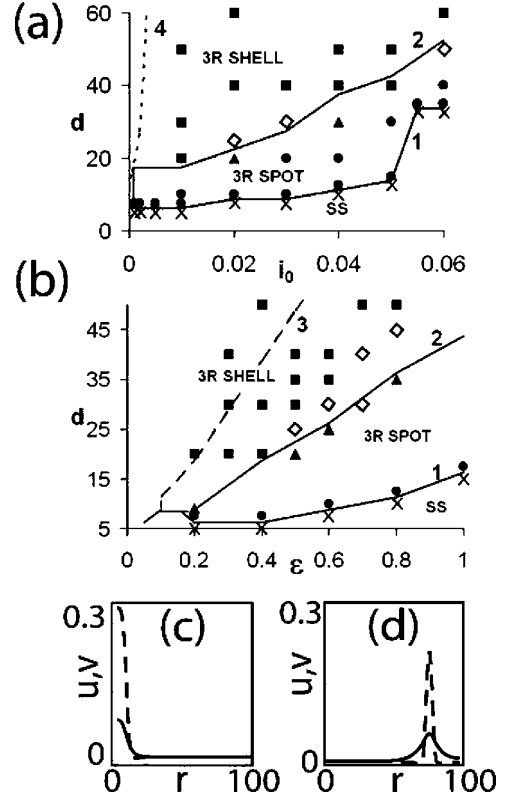 (a)
60
4
2
3R SHELL
40
d
1
20
3R SPOT
SS
0
0 0.02 0.04 0.06
i0
(b)
45
3
2
3R SHELL
35
d
25
3R SPOT
15
1
SS
5
0 0.2 0.4 0.6 0.8 1
ε
0.3 (c)
u,v
0
0 r 100
0.3 (d)
u,v
0
0 r 100